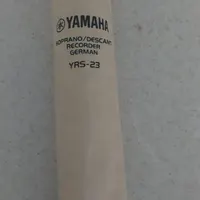 YAMAHA
SOPRANO/DESCANT
RECORDER
GERMAN
YRS-23